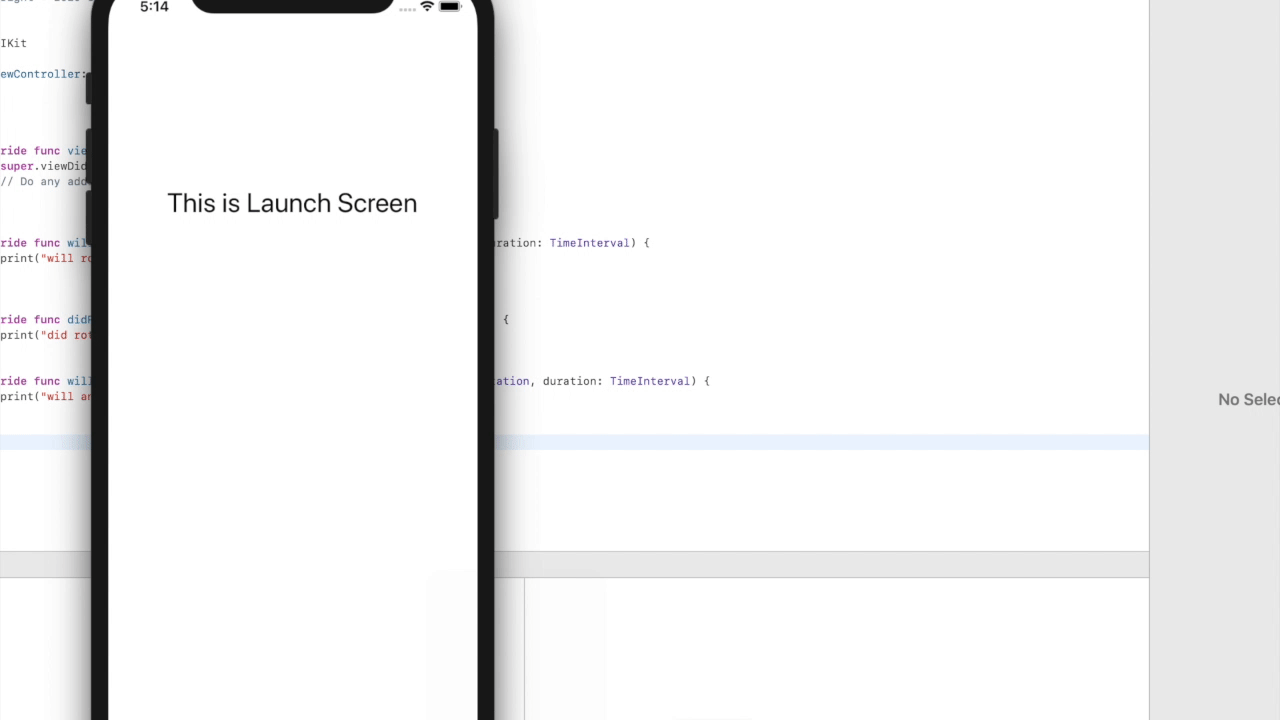 5:14
IKit
ewController:
ride func vie
super.viewDid
// Do any add
This is Launch Screen
ride func wil ration: TimeInterval) {
print("will ro
ride func didR {
print("did rot
ride func will ation, duration: TimeInterval) {
print("will an
No Selec